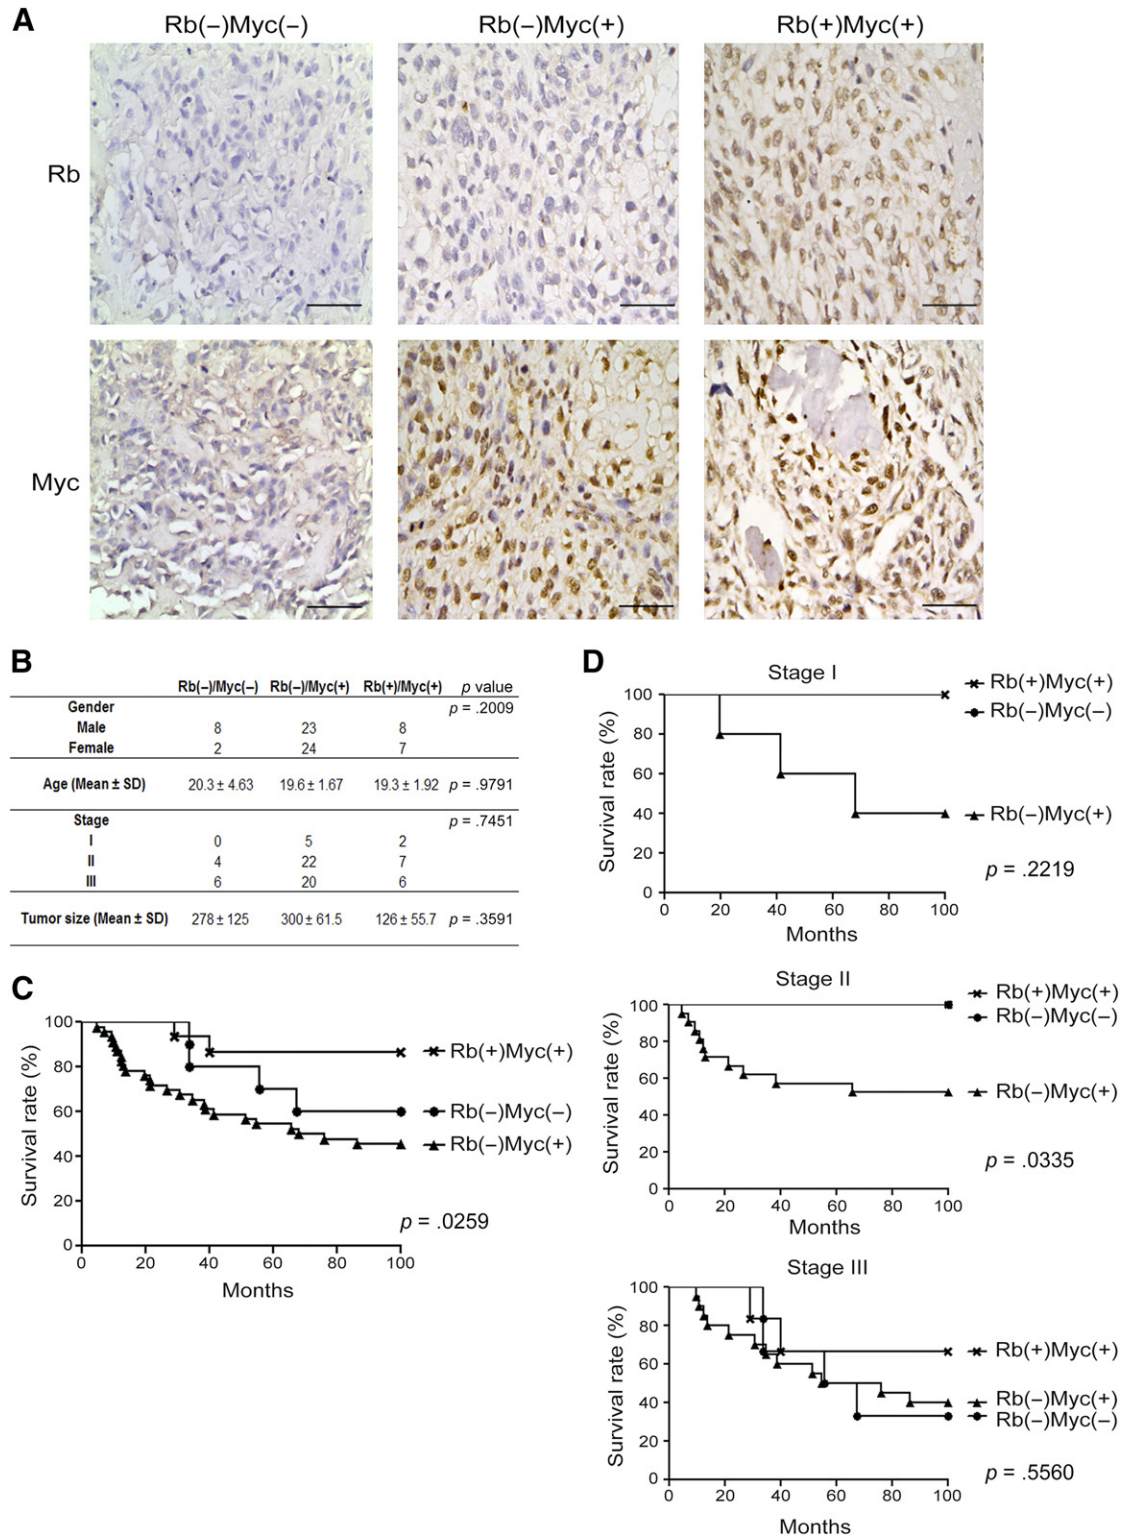 A
Rb(−)Myc(−) Rb(−)Myc(+) Rb(+)Myc(+)
Rb
Myc
B
Rb(−)/Myc(−) Rb(−)/Myc(+) Rb(+)/Myc(+) p value
Gender p = .2009
Male 8 23 8
Female 2 24 7
Age (Mean ± SD) 20.3 ± 4.63 19.6 ± 1.67 19.3 ± 1.92 p = .9791
Stage p = .7451
I 0 5 2
II 4 22 7
III 6 20 6
Tumor size (Mean ± SD) 278 ± 125 300 ± 61.5 126 ± 55.7 p = .3591
C
Survival rate (%)
100
80
60
40
20
0
0 20 40 60 80 100
Months
Rb(+)Myc(+)
Rb(−)Myc(−)
Rb(−)Myc(+)
p = .0259
D
Stage I
Survival rate (%)
100
80
60
40
20
0
0 20 40 60 80 100
Months
Rb(+)Myc(+)
Rb(−)Myc(−)
Rb(−)Myc(+)
p = .2219
Stage II
Survival rate (%)
100
80
60
40
20
0
0 20 40 60 80 100
Months
Rb(+)Myc(+)
Rb(−)Myc(−)
Rb(−)Myc(+)
p = .0335
Stage III
Survival rate (%)
100
80
60
40
20
0
0 20 40 60 80 100
Months
Rb(+)Myc(+)
Rb(−)Myc(+)
Rb(−)Myc(−)
p = .5560